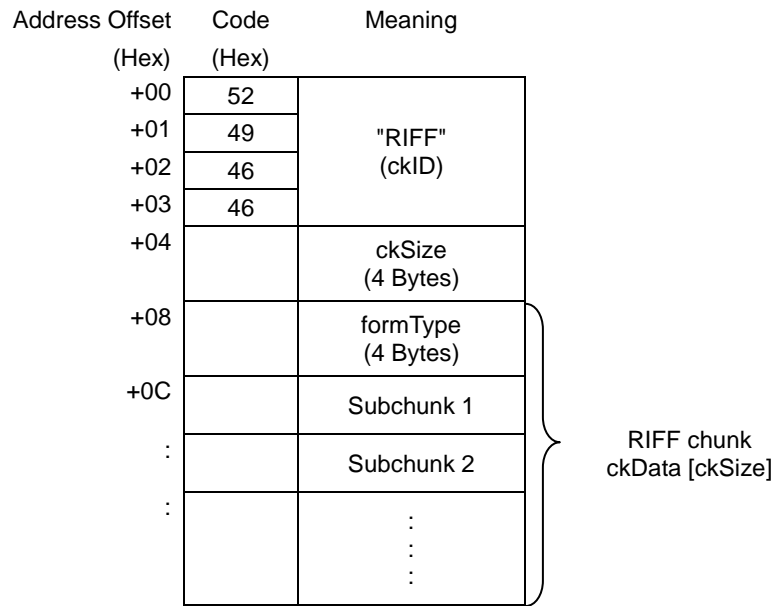 Address Offset Code Meaning
(Hex) (Hex)
+00 52
+01 49 "RIFF"
+02 46 (ckID)
+03 46
+04 ckSize
(4 Bytes)
+08 formType
(4 Bytes)
+0C Subchunk 1
: Subchunk 2 RIFF chunk
ckData [ckSize]
: :
:
: